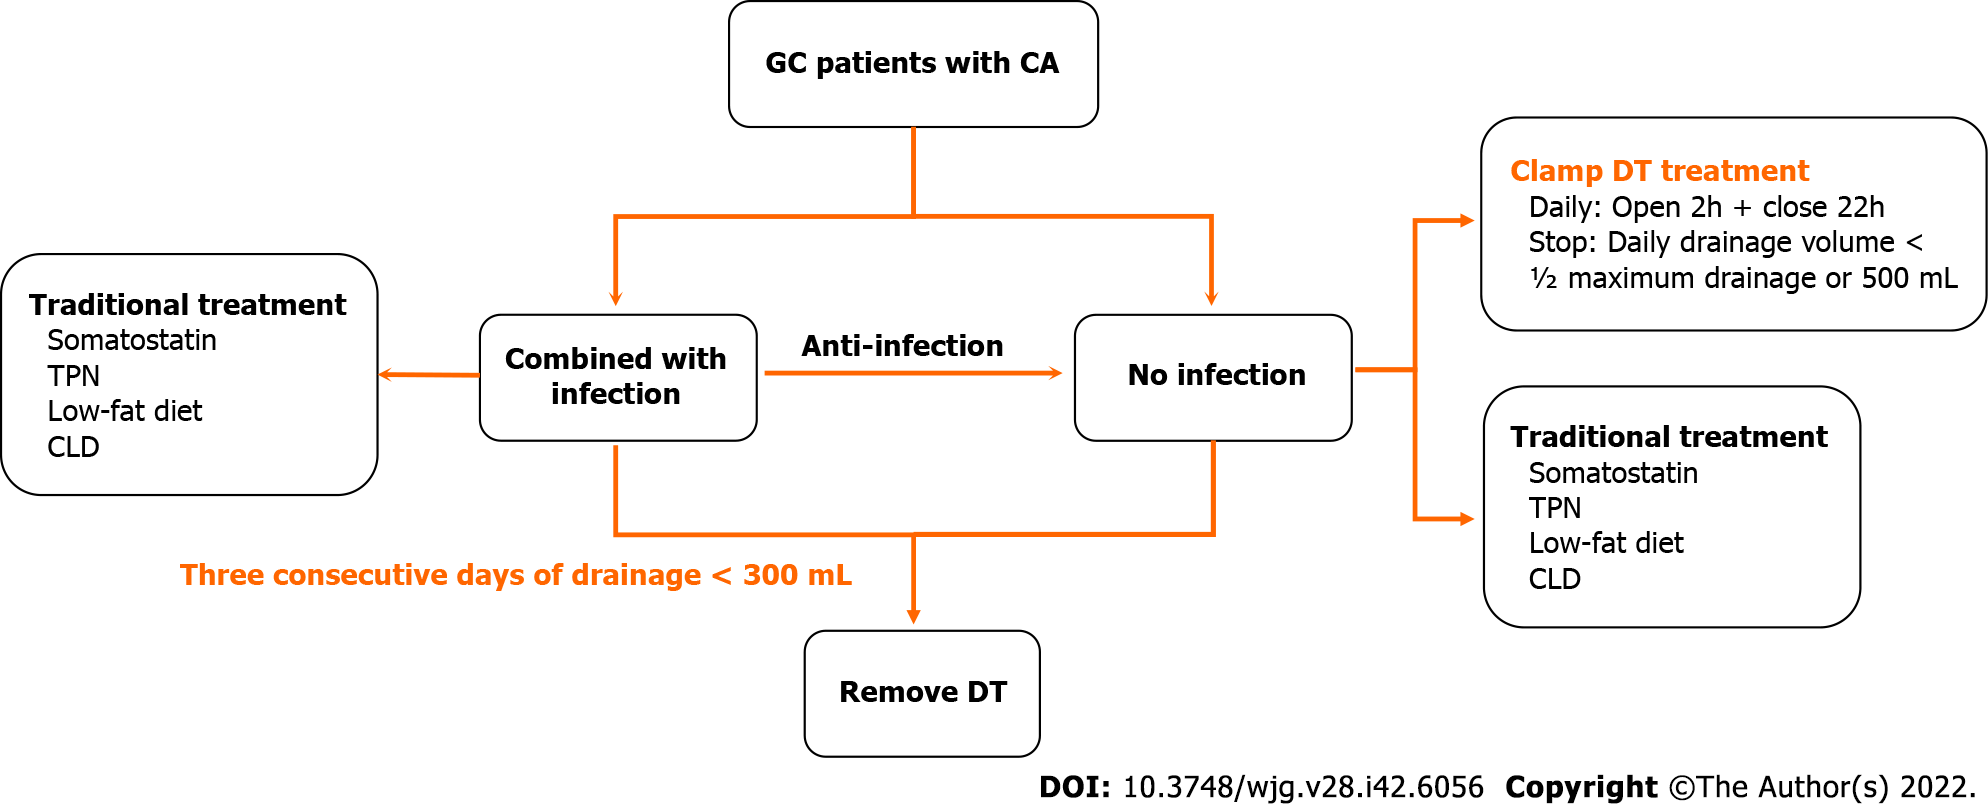 GC patients with CA
Clamp DT treatment
Daily: Open 2h + close 22h
Stop: Daily drainage volume <
½ maximum drainage or 500 mL
Traditional treatment
Somatostatin
TPN
Low-fat diet
CLD
Combined with
infection
Anti-infection
No infection
Traditional treatment
Somatostatin
TPN
Low-fat diet
CLD
Three consecutive days of drainage < 300 mL
Remove DT
DOI: 10.3748/wjg.v28.i42.6056 Copyright ©The Author(s) 2022.